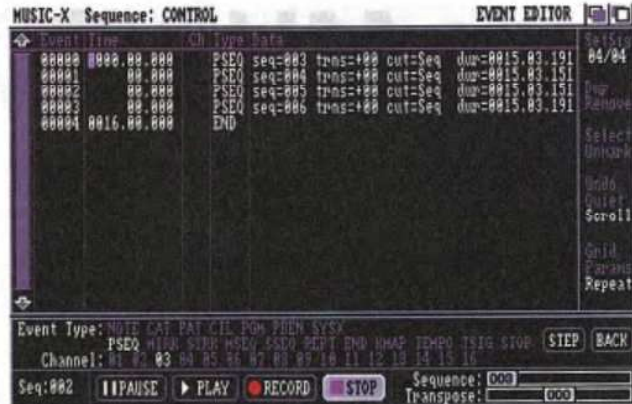 MUSIC-X Sequence: CONTROL EVENT EDITOR
Event Time Ch Type Data
00000 0000.00.000 PSEQ seq=003 trns=+00 cut=Seq dur=0015.03.191
00001 00.000 PSEQ seq=004 trns=+00 cut=Seq dur=0015.03.151
00002 00.000 PSEQ seq=005 trns=+00 cut=Seq dur=0015.03.151
00003 00.000 PSEQ seq=006 trns=+00 cut=Seq dur=0015.03.191
00004 0016.00.000 END
SetSig
04/04
Remove
Select
Unmark
Undo
Quiet
Scroll
Grid
Params
Repeat
Event Type: NOTE CAT PAT CTL PGM PBEN SYSX
PSEQ MSEQ SSEQ REPT END KMAP TEMPO TSIG STOP
Channel: 01 02 03 04 05 06 07 08 09 10 11 12 13 14 15 16
STEP BACK
Seq:002 PAUSE PLAY RECORD STOP
Sequence: 000
Transpose: 000